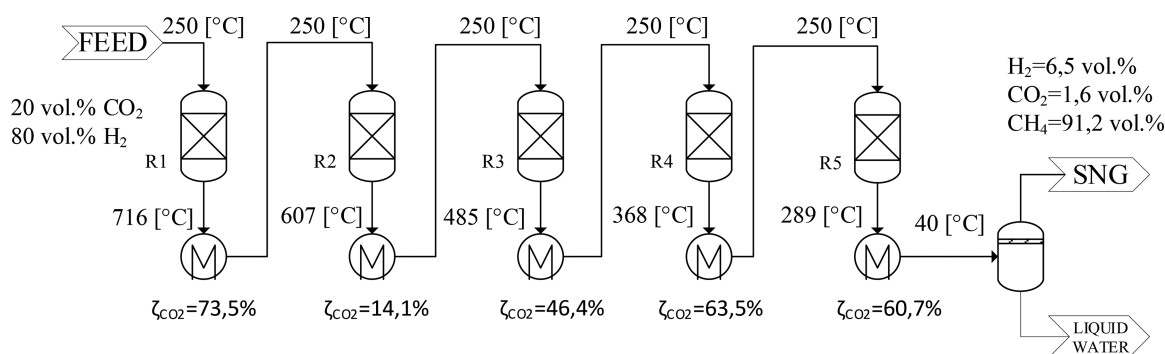 FEED
250 [°C]
250 [°C]
250 [°C]
250 [°C]
250 [°C]
20 vol.% CO₂
80 vol.% H₂
H₂=6,5 vol.%
CO₂=1,6 vol.%
CH₄=91,2 vol.%
R1
R2
R3
R4
R5
SNG
716 [°C]
607 [°C]
485 [°C]
368 [°C]
289 [°C]
40 [°C]
ζCO2=73,5%
ζCO2=14,1%
ζCO2=46,4%
ζCO2=63,5%
ζCO2=60,7%
LIQUID
WATER